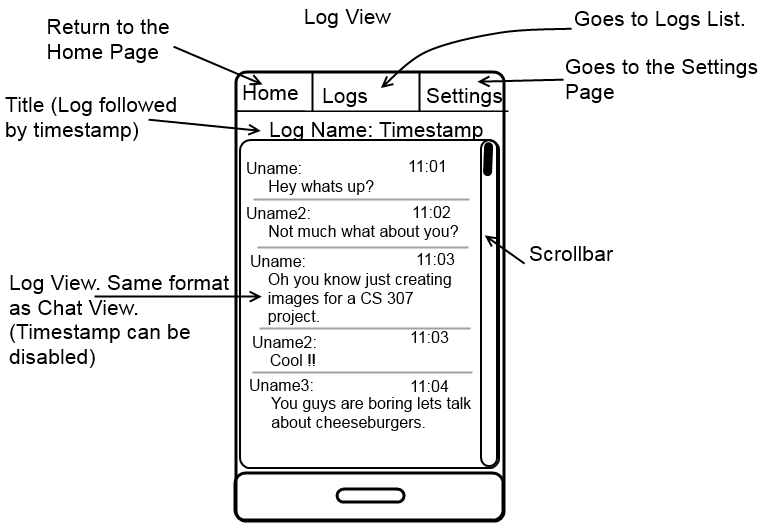 Log View
Return to the
Home Page
Goes to Logs List.
Goes to the Settings
Page
Home
Logs
Settings
Title (Log followed
by timestamp)
Log Name: Timestamp
Uname: 11:01
Hey whats up?
Uname2: 11:02
Not much what about you?
Uname: 11:03
Oh you know just creating
images for a CS 307
project.
Uname2: 11:03
Cool !!
Uname3: 11:04
You guys are boring lets talk
about cheeseburgers.
Scrollbar
Log View. Same format
as Chat View.
(Timestamp can be
disabled)